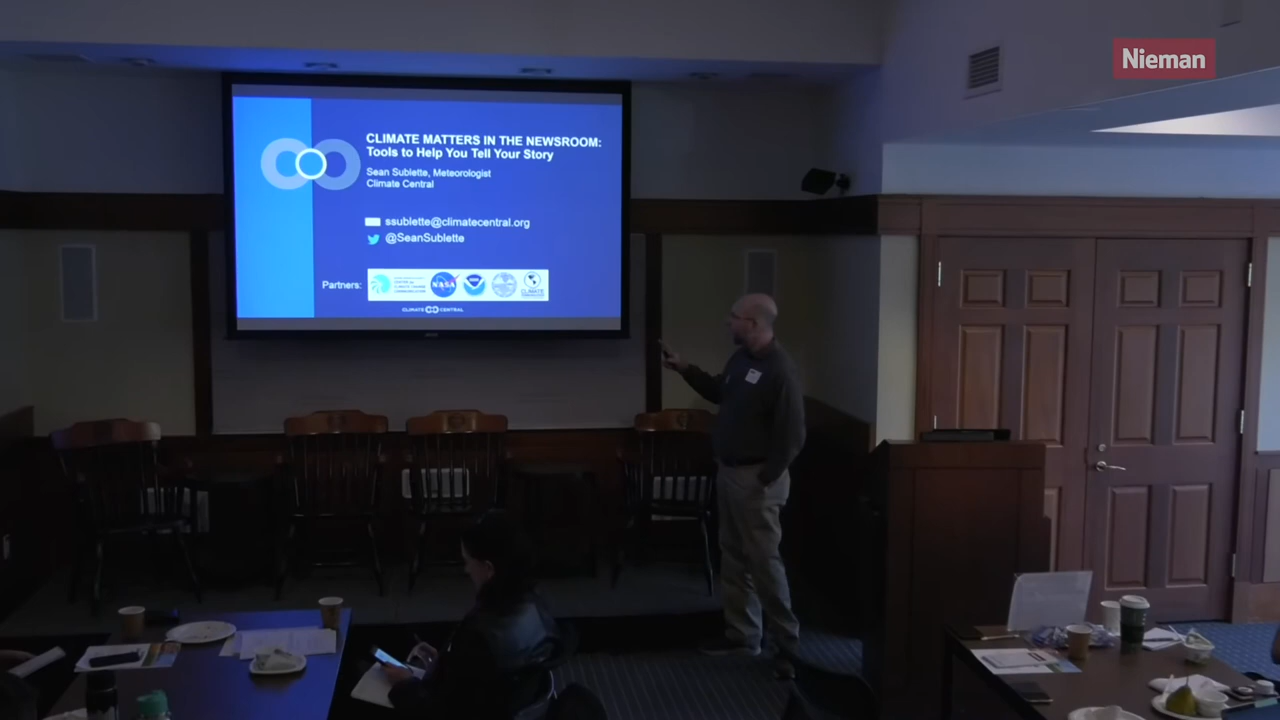 Nieman
CLIMATE MATTERS IN THE NEWSROOM:
Tools to Help You Tell Your Story
Sean Sublette, Meteorologist
Climate Central
ssublette@climatecentral.org
@SeanSublette
Partners:
NASA
CLIMATE
CLIMATE CENTRAL